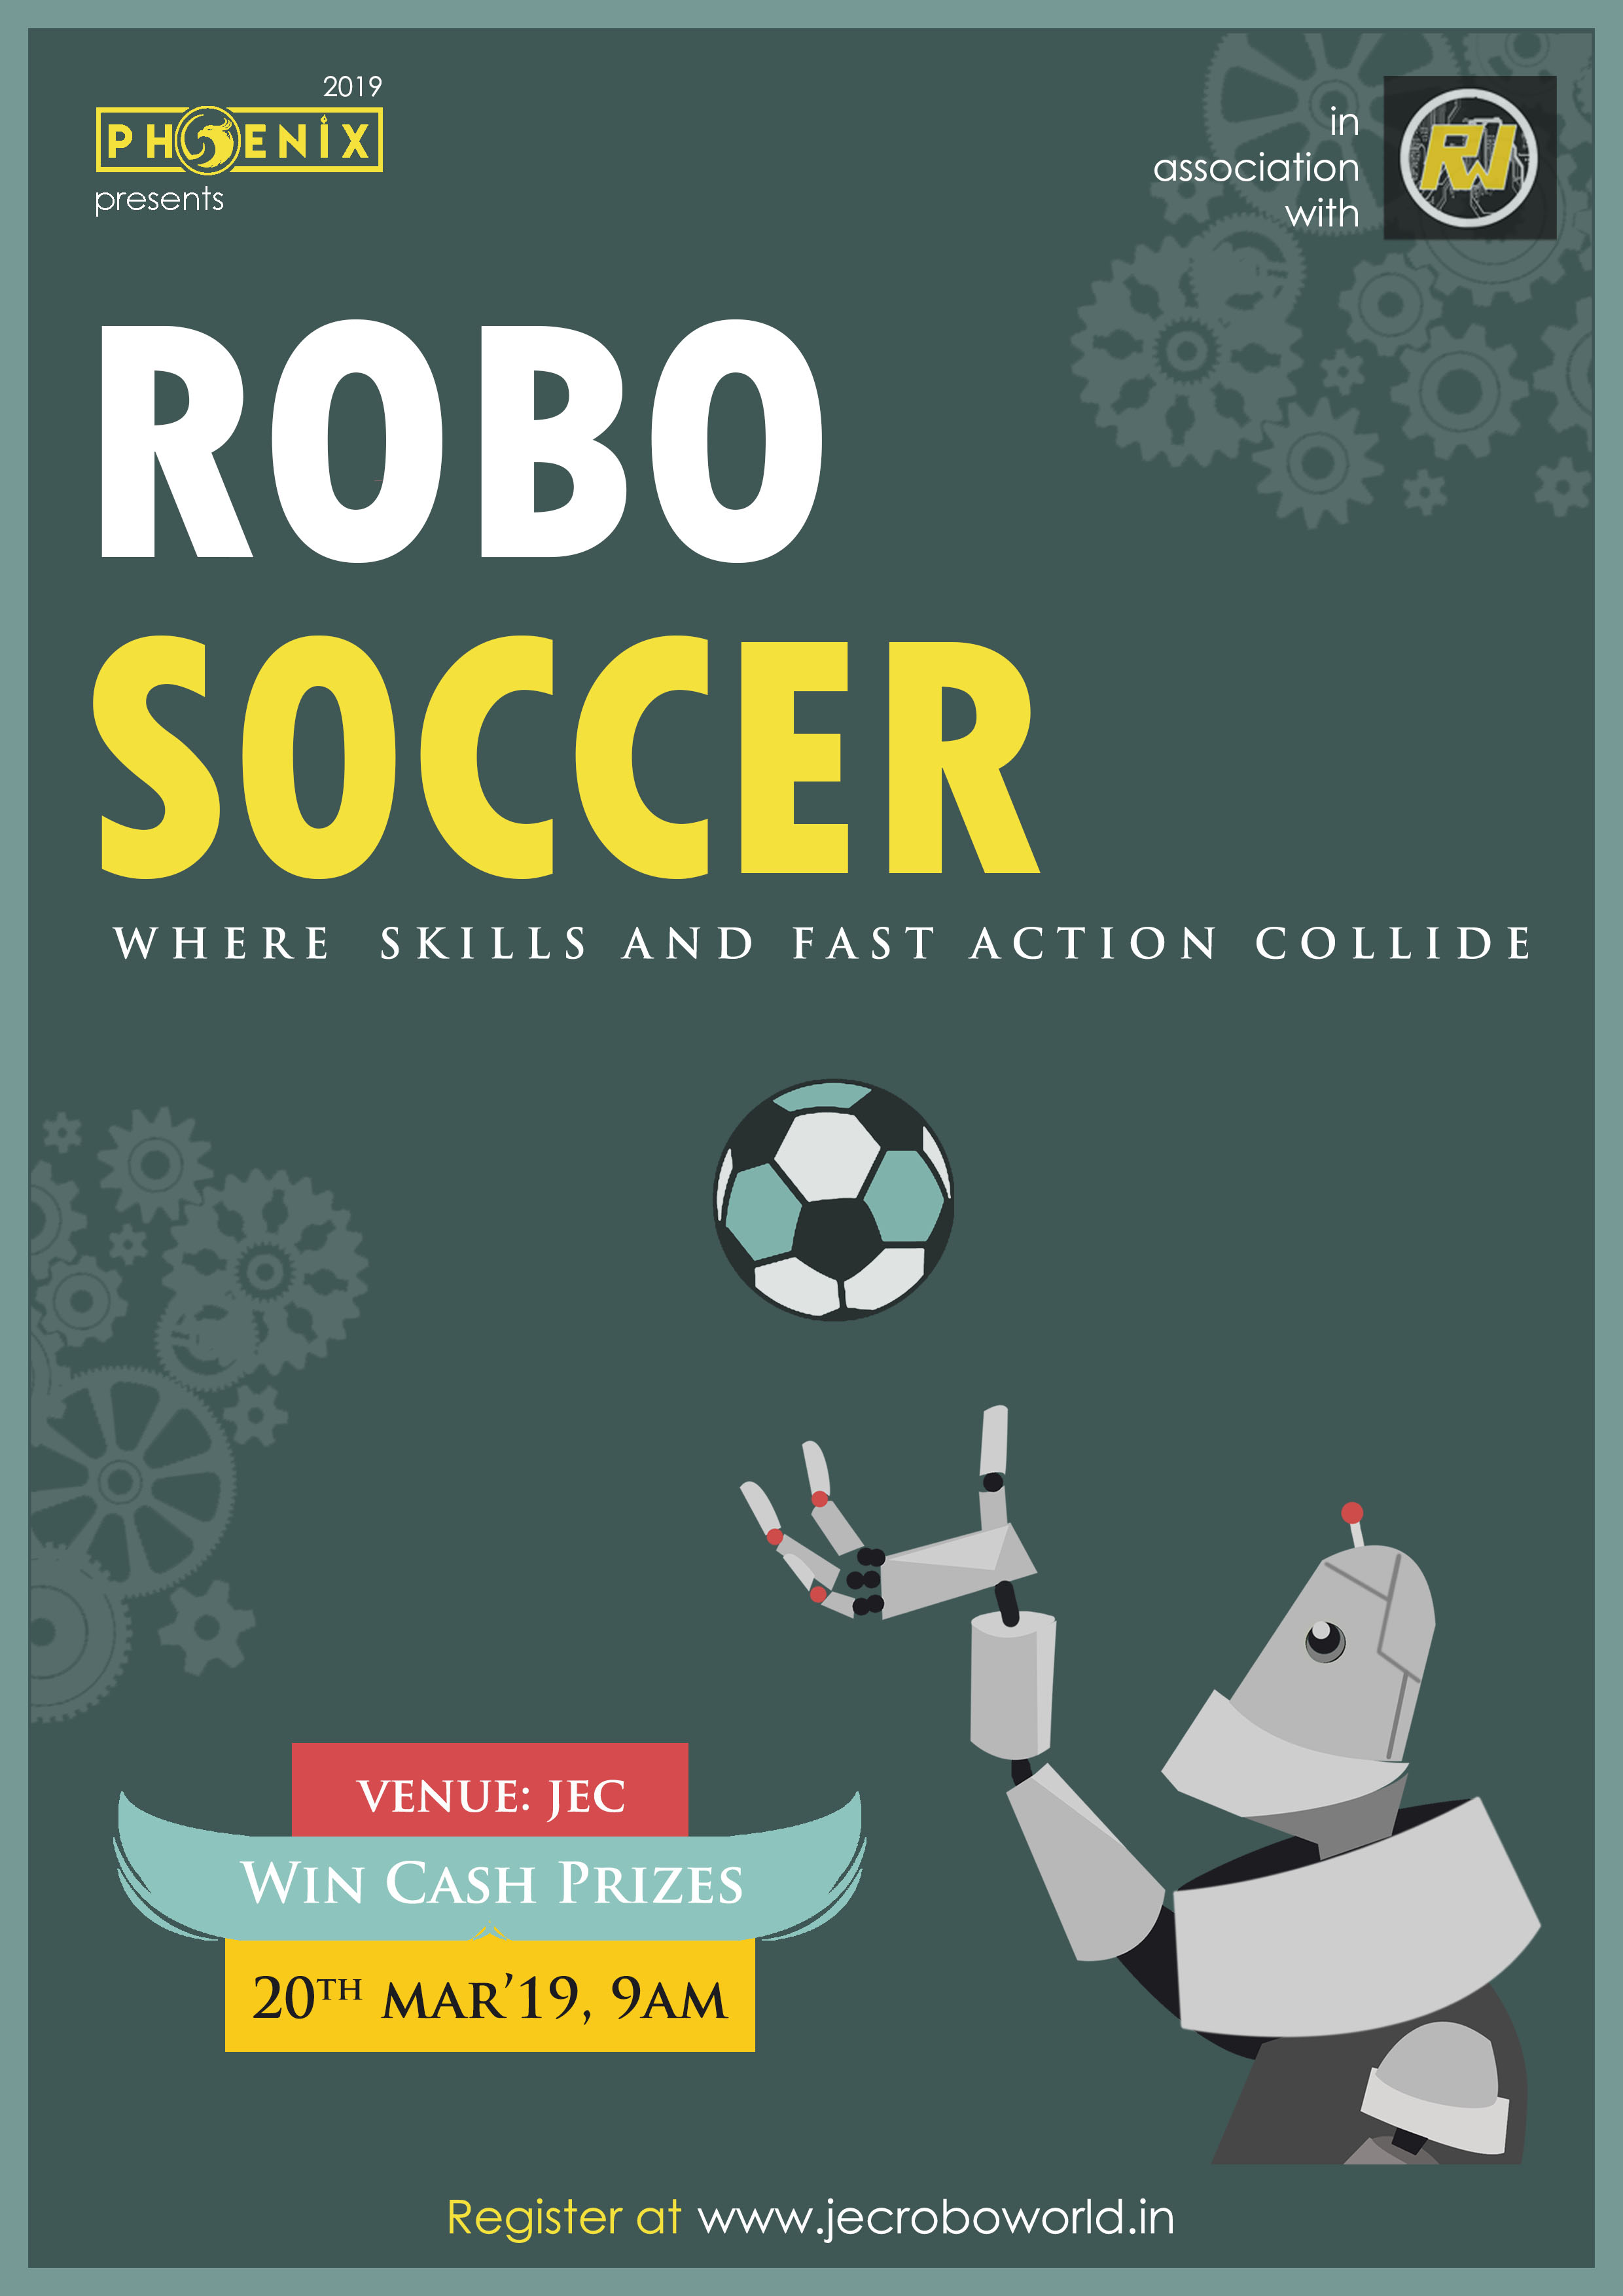 2019
PHOENIX
presents
in
association
with
RW
ROBO
SOCCER
WHERE SKILLS AND FAST ACTION COLLIDE
VENUE: JEC
WIN CASH PRIZES
20TH MAR'19, 9AM
Register at www.jecroboworld.in